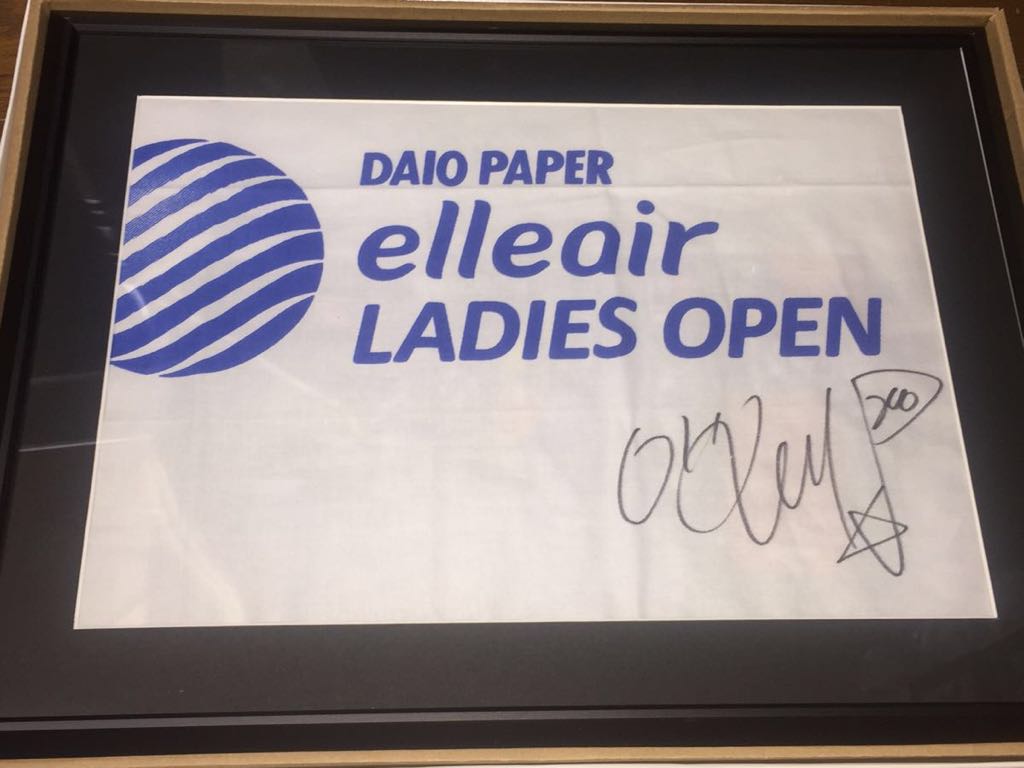 DAIO PAPER
elleair
LADIES OPEN